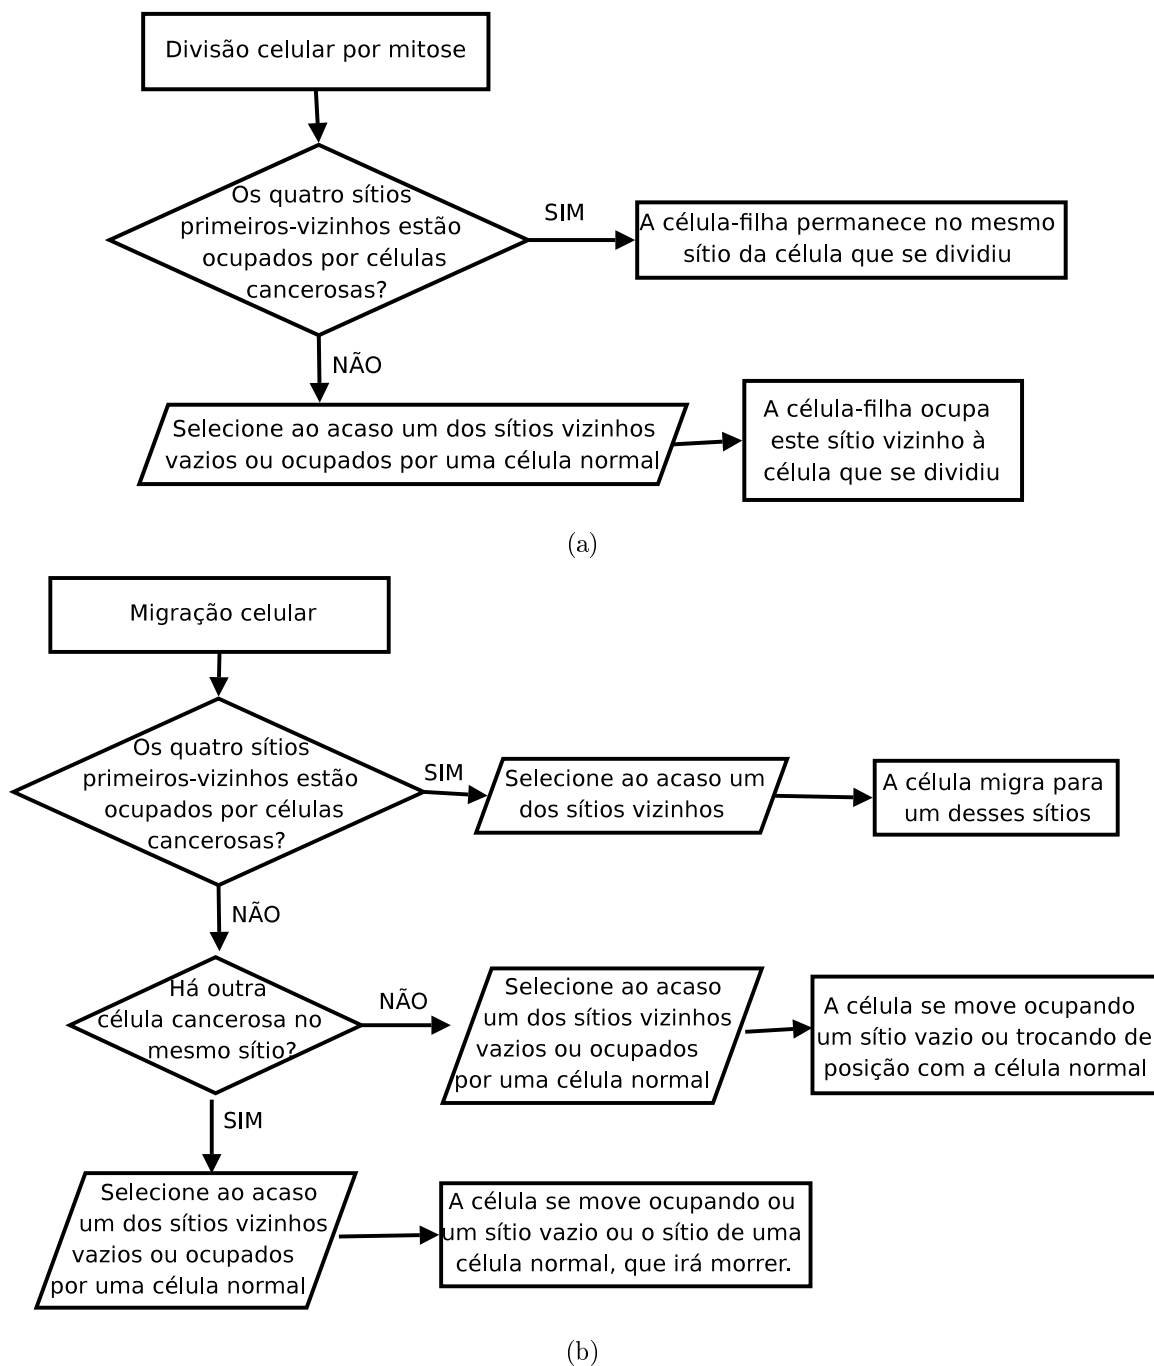 Divisão celular por mitose
Os quatro sítios
primeiros-vizinhos estão
ocupados por células
cancerosas?
SIM
A célula-filha permanece no mesmo
sítio da célula que se dividiu
NÃO
Selecione ao acaso um dos sítios vizinhos
vazios ou ocupados por uma célula normal
A célula-filha ocupa
este sítio vizinho à
célula que se dividiu
(a)
Migração celular
Os quatro sítios
primeiros-vizinhos estão
ocupados por células
cancerosas?
SIM
Selecione ao acaso um
dos sítios vizinhos
A célula migra para
um desses sítios
NÃO
Há outra
célula cancerosa no
mesmo sítio?
NÃO
Selecione ao acaso
um dos sítios vizinhos
vazios ou ocupados
por uma célula normal
A célula se move ocupando
um sítio vazio ou trocando de
posição com a célula normal
SIM
Selecione ao acaso
um dos sítios vizinhos
vazios ou ocupados
por uma célula normal
A célula se move ocupando ou
um sítio vazio ou o sítio de uma
célula normal, que irá morrer.
(b)